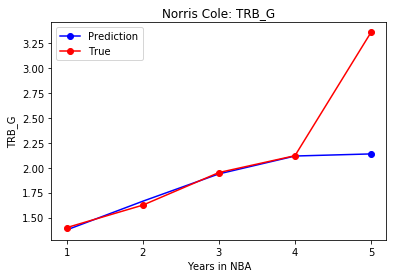 Norris Cole: TRB_G
Prediction
True
TRB_G
3.25
3.00
2.75
2.50
2.25
2.00
1.75
1.50
1
2
3
4
5
Years in NBA